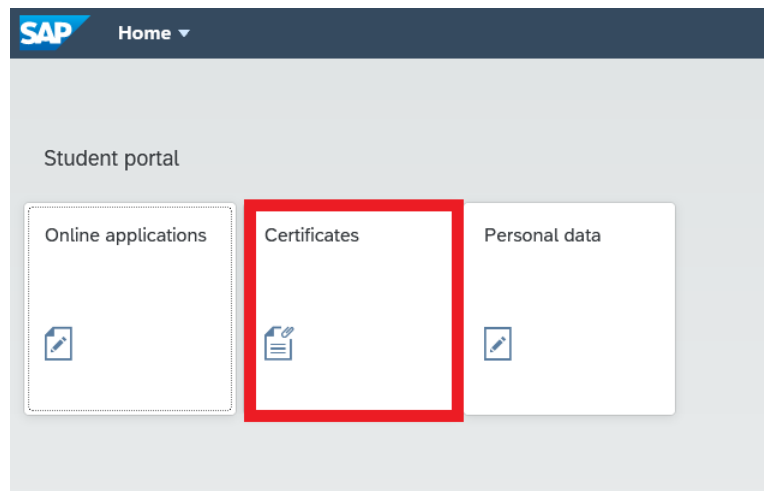 SAP Home
Student portal
Online applications Certificates Personal data